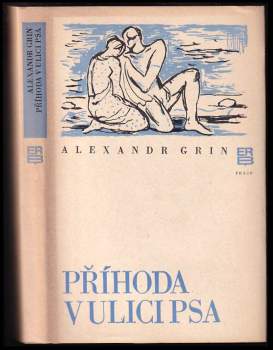 ALEXANDR GRIN
PŘÍHODA V ULICI PSA
ALEXANDR GRIN
PŘÍHODA
V ULICI PSA